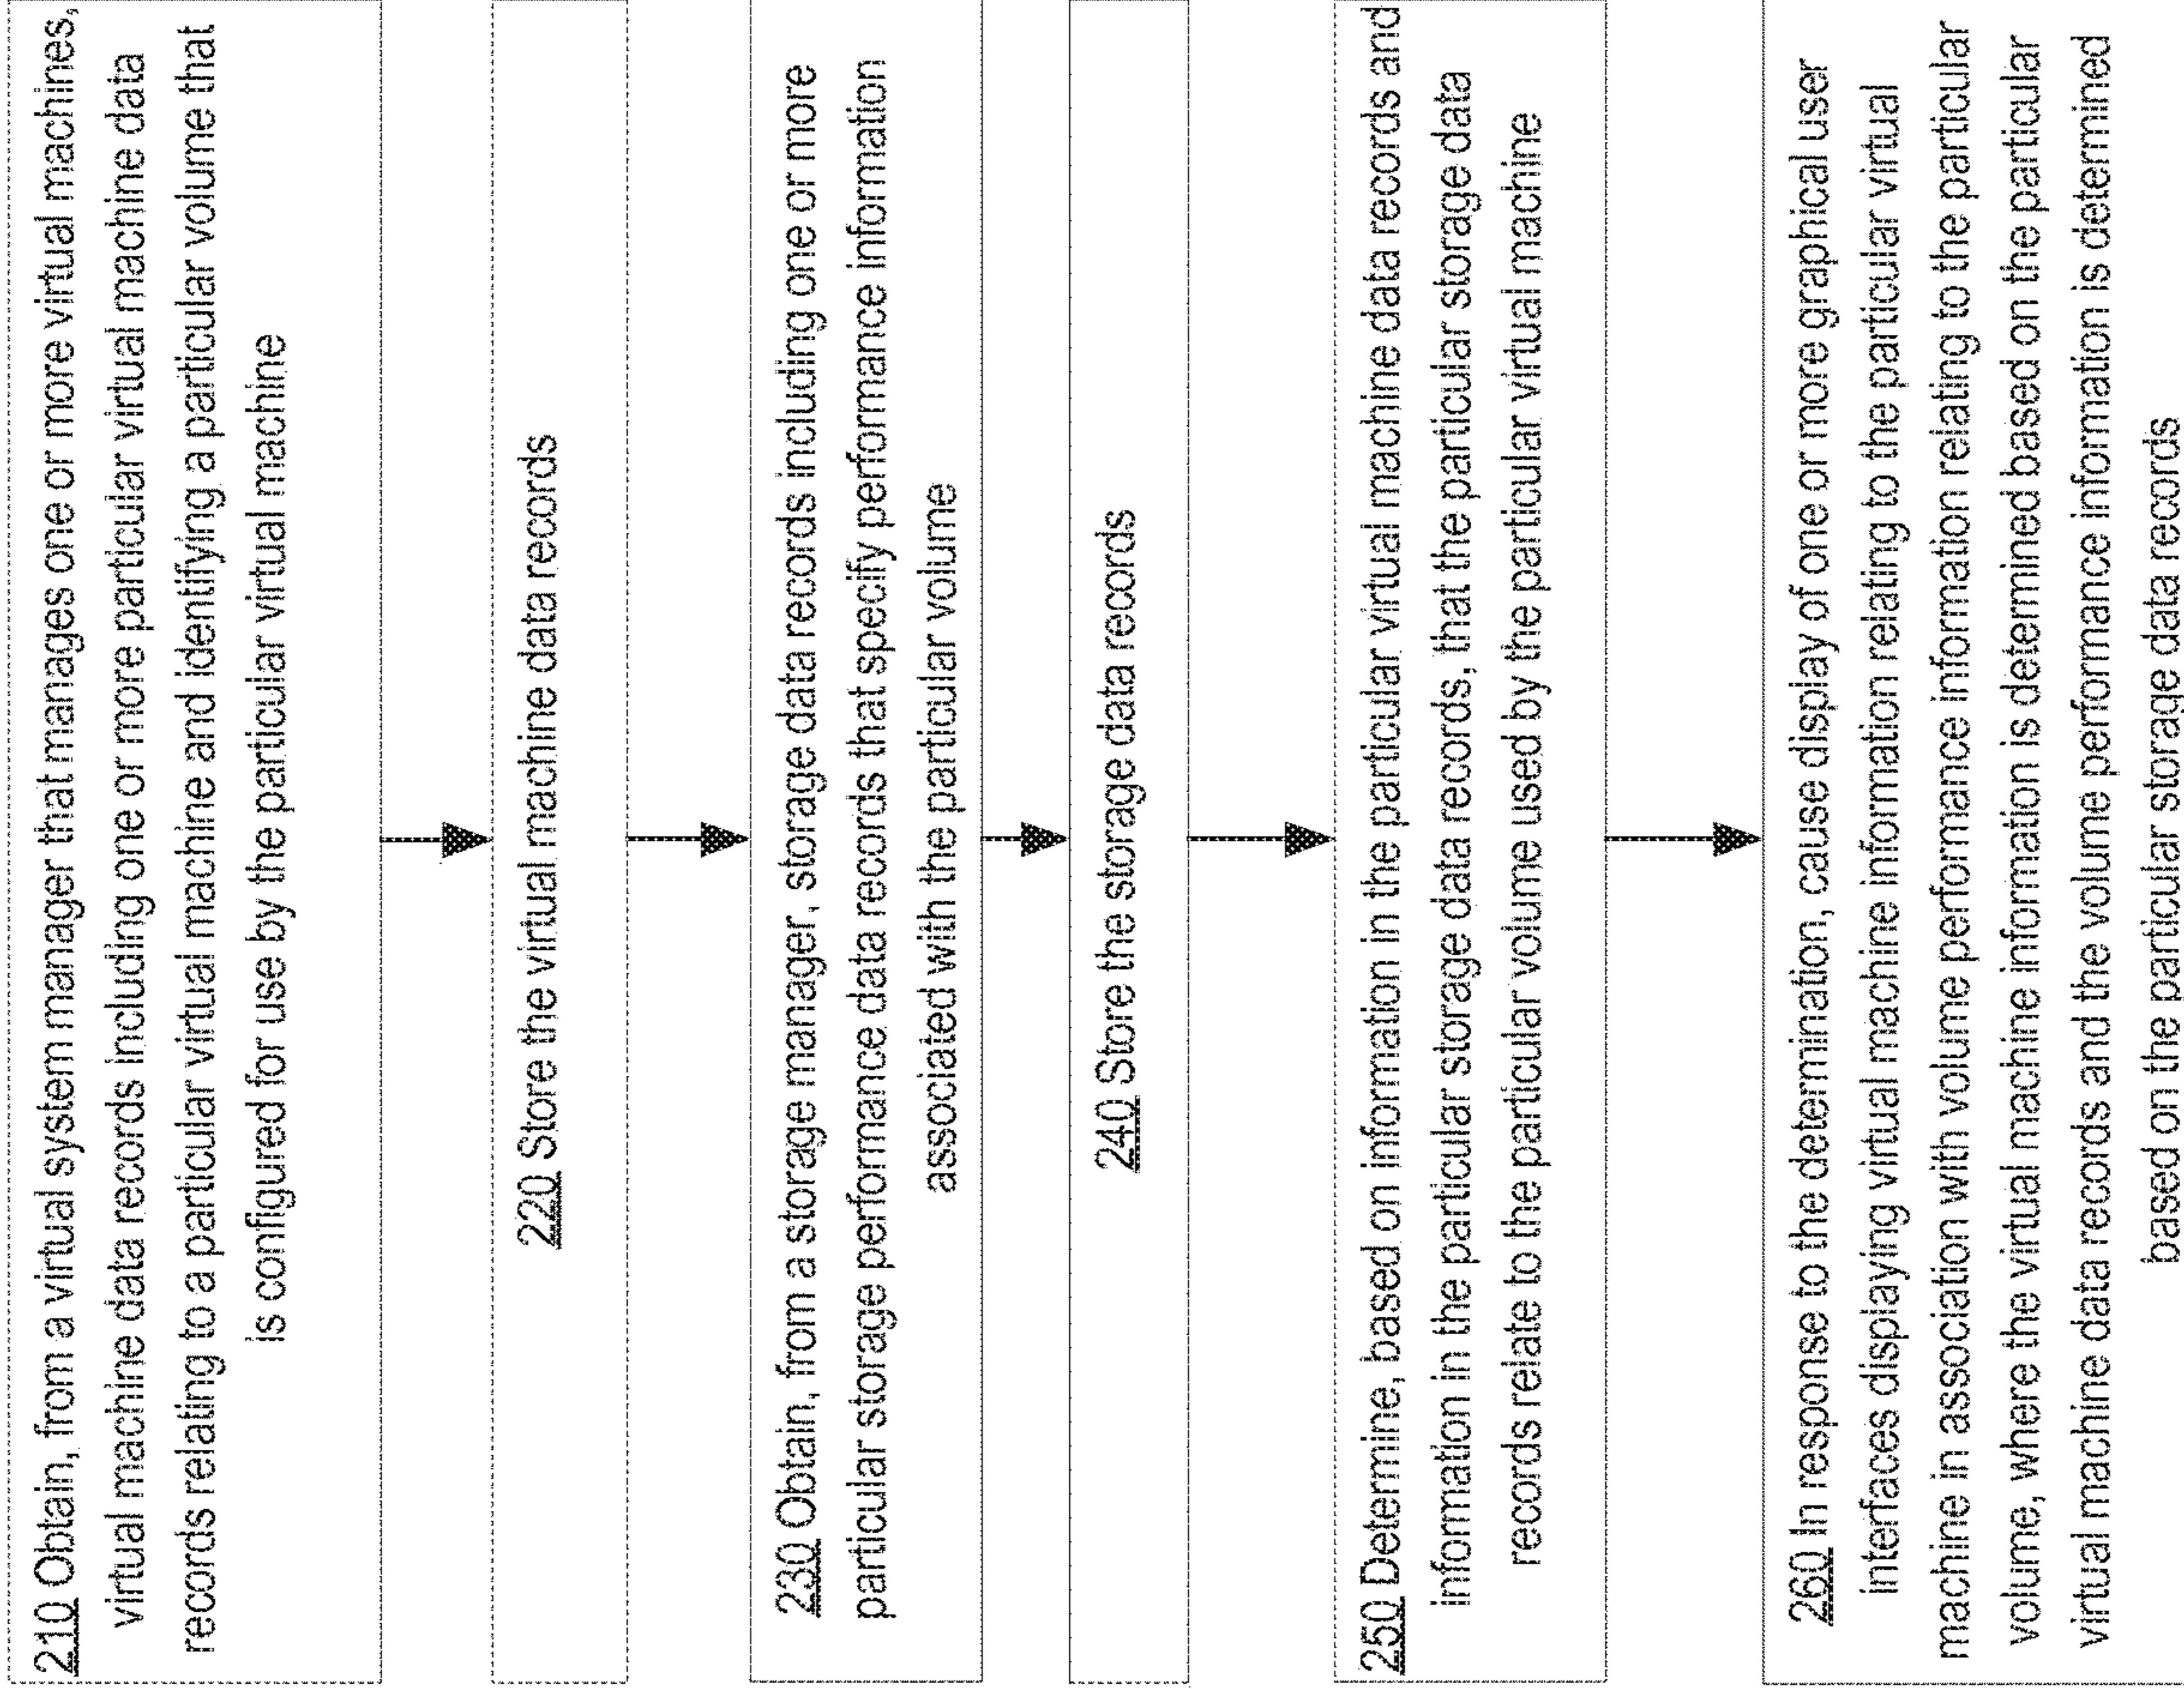 210 Obtain, from a virtual system manager that manages one or more virtual machines,
virtual machine data records including one or more particular virtual machine data
records relating to a particular virtual machine and identifying a particular volume that
is configured for use by the particular virtual machine
220 Store the virtual machine data records
230 Obtain, from a storage manager, storage data records including one or more
particular storage performance data records that specify performance information
associated with the particular volume
240 Store the storage data records
250 Determine, based on information in the particular virtual machine data records and
information in the particular storage data records, that the particular storage data
records relate to the particular volume used by the particular virtual machine
260 In response to the determination, cause display of one or more graphical user
interfaces displaying virtual machine information relating to the particular virtual
machine in association with volume performance information relating to the particular
volume, where the virtual machine information is determined based on the particular
virtual machine data records and the volume performance information is determined
based on the particular storage data records